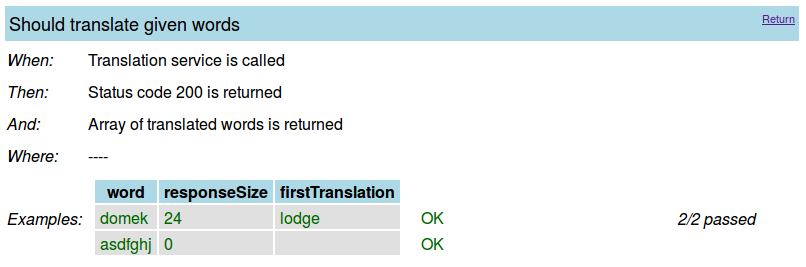 Should translate given words Return
When: Translation service is called
Then: Status code 200 is returned
And: Array of translated words is returned
Where: ----
word responseSize firstTranslation
Examples: domek 24 lodge OK 2/2 passed
asdfghj 0 OK